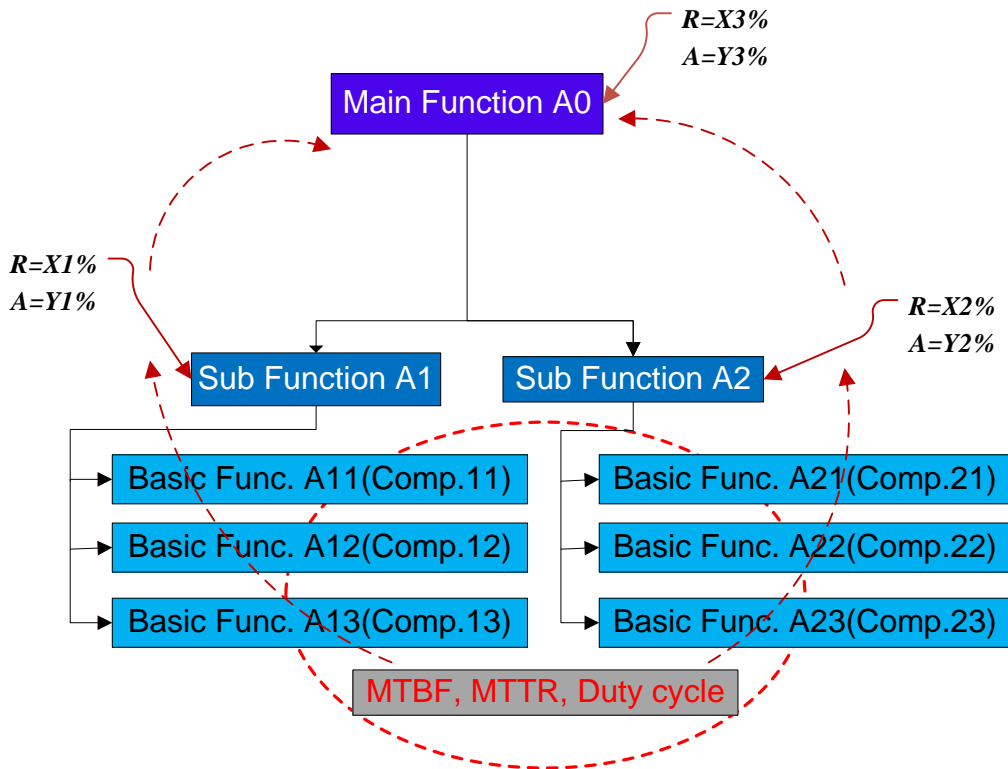 R=X3%
A=Y3%
Main Function A0
R=X1%
A=Y1%
R=X2%
A=Y2%
Sub Function A1
Sub Function A2
Basic Func. A11(Comp.11)
Basic Func. A12(Comp.12)
Basic Func. A13(Comp.13)
Basic Func. A21(Comp.21)
Basic Func. A22(Comp.22)
Basic Func. A23(Comp.23)
MTBF, MTTR, Duty cycle